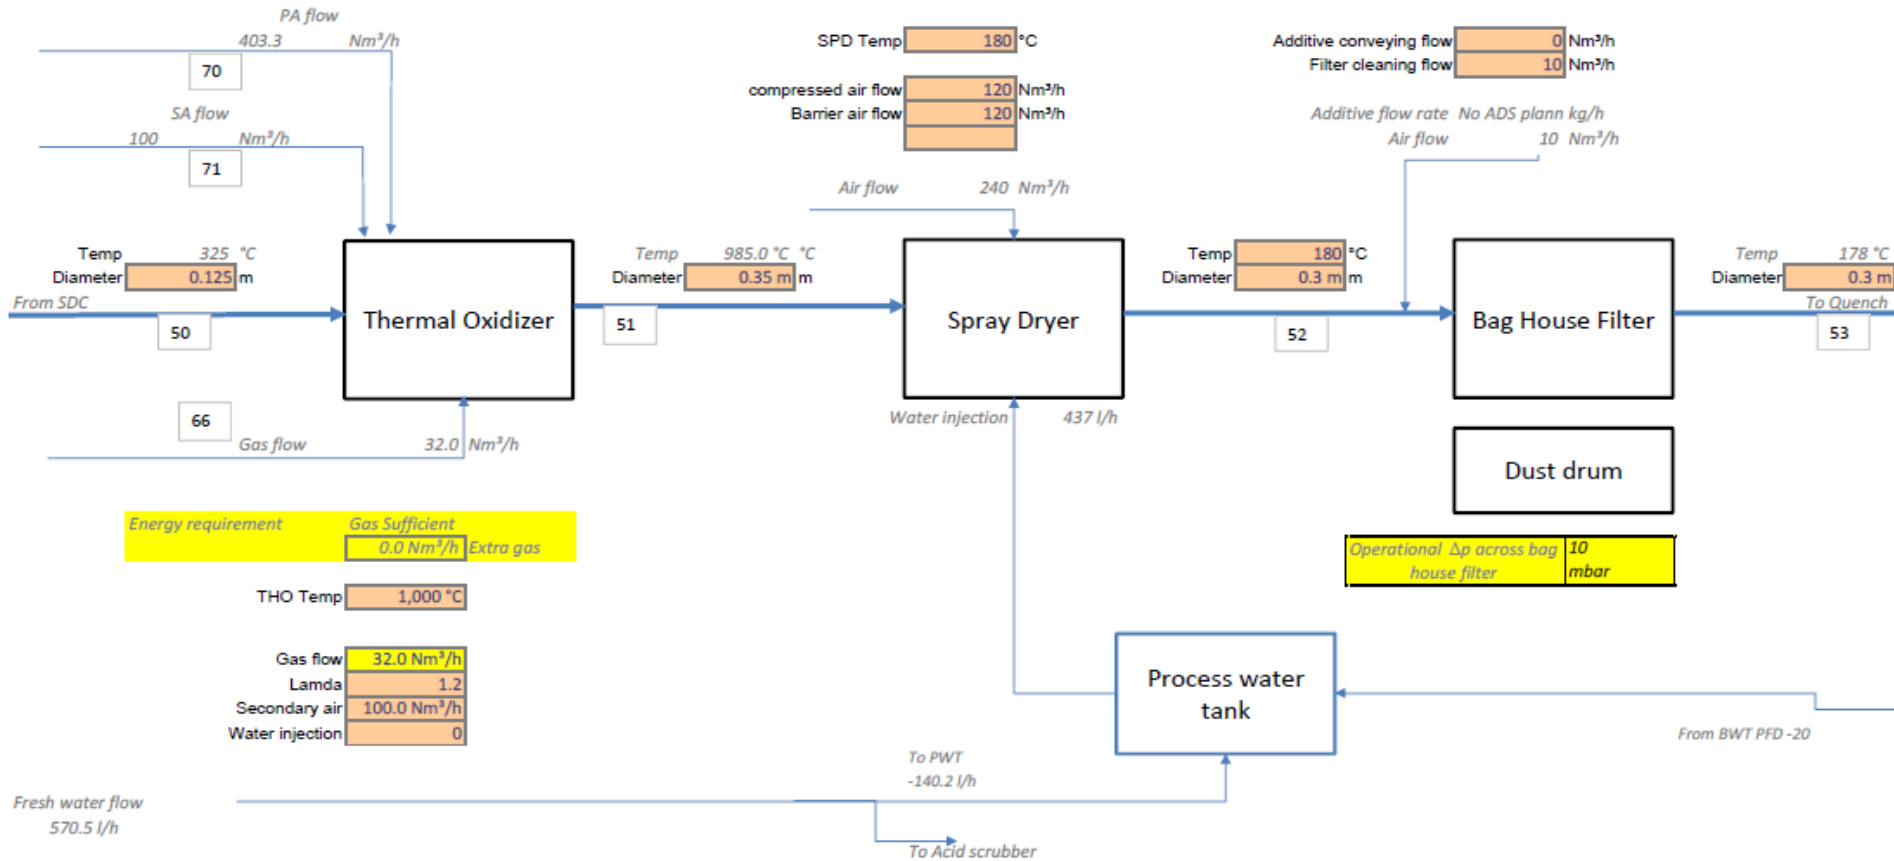 PA flow
403.3 Nm³/h
70
SA flow
100 Nm³/h
71
SPD Temp 180 °C
compressed air flow 120 Nm³/h
Barrier air flow 120 Nm³/h
Additive conveying flow 0 Nm³/h
Filter cleaning flow 10 Nm³/h
Additive flow rate No ADS plann kg/h
Air flow 10 Nm³/h
Air flow 240 Nm³/h
Temp 325 °C
Diameter 0.125 m
From SDC
50
Thermal Oxidizer
Temp 985.0 °C °C
Diameter 0.35 m m
51
Spray Dryer
Temp 180 °C
Diameter 0.3 m m
52
Bag House Filter
Temp 178 °C
Diameter 0.3 m
To Quench
53
66
Gas flow 32.0 Nm³/h
Water injection 437 l/h
Dust drum
Energy requirement Gas Sufficient
0.0 Nm³/h Extra gas
Operational Δp across bag house filter
10
mbar
THO Temp 1,000 °C
Gas flow 32.0 Nm³/h
Lamda 1.2
Secondary air 100.0 Nm³/h
Water injection 0
Process water
tank
From BWT PFD -20
To PWT
-140.2 l/h
Fresh water flow
570.5 l/h
To Acid scrubber